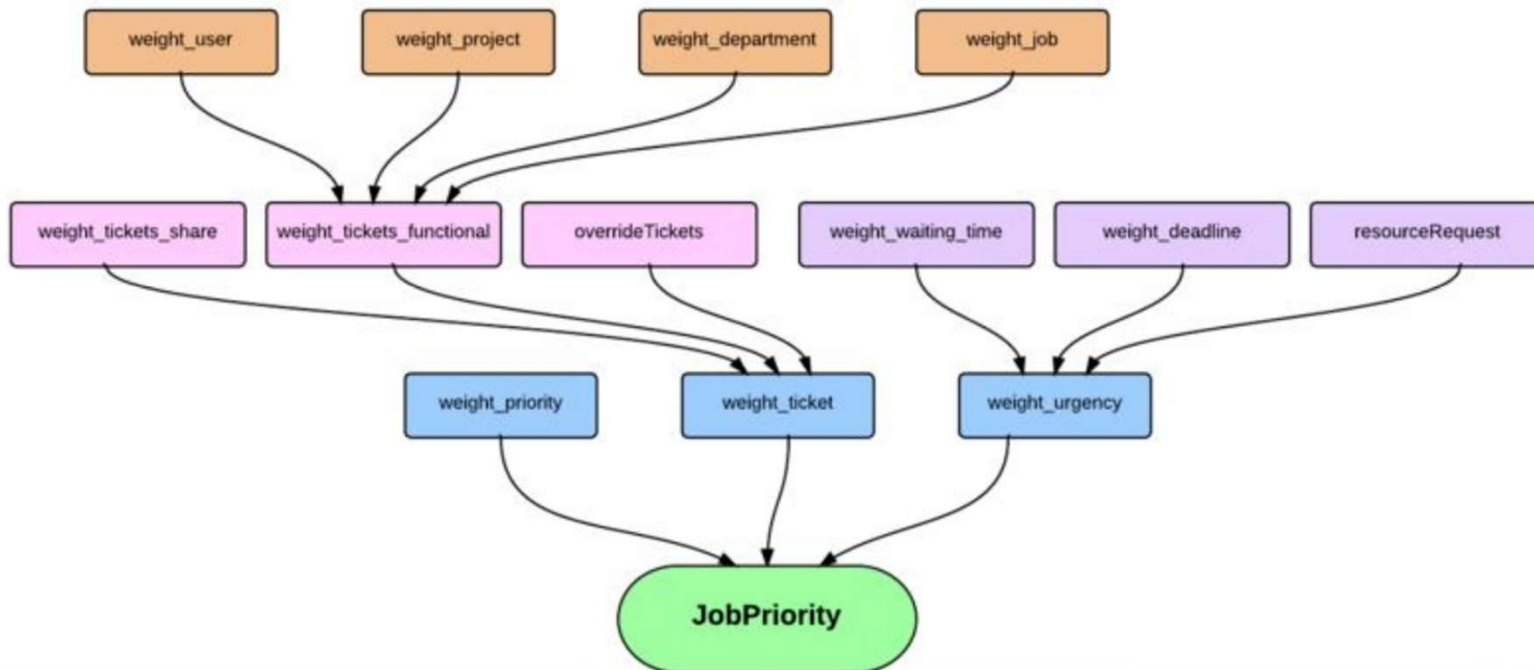 weight_user
weight_project
weight_department
weight_job
weight_tickets_share
weight_tickets_functional
overrideTickets
weight_waiting_time
weight_deadline
resourceRequest
weight_priority
weight_ticket
weight_urgency
JobPriority